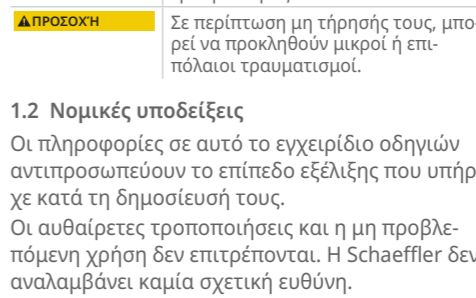 ⚠ΠΡΟΣΟΧΉ
Σε περίπτωση μη τήρησής τους, μπο-
ρεί να προκληθούν μικροί ή επι-
πόλαιοι τραυματισμοί.
1.2 Νομικές υποδείξεις
Οι πληροφορίες σε αυτό το εγχειρίδιο οδηγιών
αντιπροσωπεύουν το επίπεδο εξέλιξης που υπήρ
χε κατά τη δημοσίευσή τους.
Οι αυθαίρετες τροποποιήσεις και η μη προβλε-
πόμενη χρήση δεν επιτρέπονται. Η Schaeffler δεν
αναλαμβάνει καμία σχετική ευθύνη.